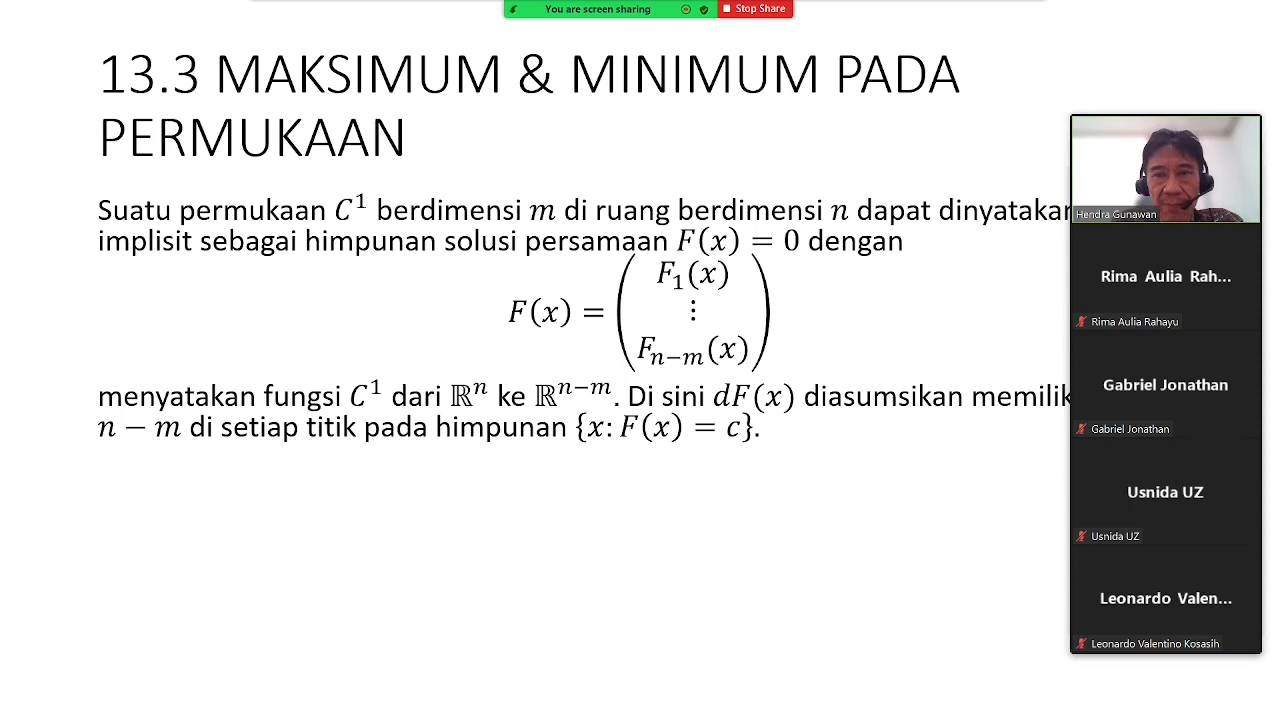 You are screen sharing
Stop Share
13.3 MAKSIMUM & MINIMUM PADA
PERMUKAAN
Suatu permukaan C¹ berdimensi m di ruang berdimensi n dapat dinyatakan
implisit sebagai himpunan solusi persamaan F(x) = 0 dengan
F₁(x)
F(x) = ⋮
Fₙ₋ₘ(x)
menyatakan fungsi C¹ dari ℝⁿ ke ℝⁿ⁻ᵐ. Di sini dF(x) diasumsikan memilik
n − m di setiap titik pada himpunan {x: F(x) = c}.
Hendra Gunawan
Rima Aulia Rah...
Rima Aulia Rahayu
Gabriel Jonathan
Gabriel Jonathan
Usnida UZ
Usnida UZ
Leonardo Valen...
Leonardo Valentino Kosasih